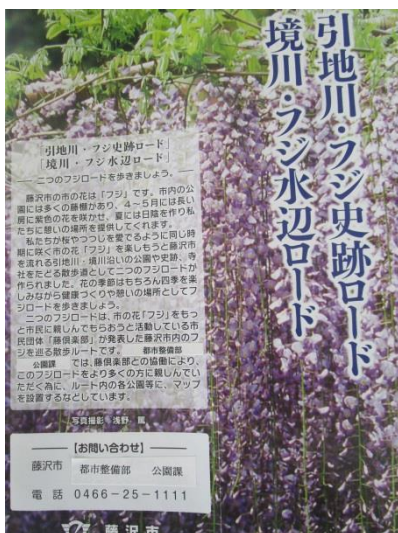 引地川・フジ史跡ロード
境川・フジ水辺ロード
「引地川・フジ史跡ロード」
「境川・フジ水辺ロード」
―二つのフジロードを歩きましょう。―
藤沢市の市の花は「フジ」です。市内の公
園には多くの藤棚があり、4～5月には長い
房に紫色の花を咲かせ、夏には日陰を作り私
たちに憩いの場所を提供してくれます。
私たちが桜やつつじを愛でるように同じ時
期に咲く市の花「フジ」を楽しもうと藤沢市
を流れる引地川・境川沿いの公園や史跡、寺
社をたどる散歩道として二つのフジロードが
作られました。花の季節はもちろん四季を楽
しみながら健康づくりや憩いの場所としてフ
ジロードを歩きましょう。
二つのフジロードは、市の花「フジ」をもっ
と市民に親しんでもらおうと活動している市
民団体「藤倶楽部」が発表した藤沢市内のフ
ジを巡る散歩ルートです。 都市整備部
公園課 では、藤倶楽部との協働により、
このフジロードをより多くの方に親しんでい
ただく為に、ルート内の各公園等に、マップ
を設置するなどしています。
写真撮影 浅野 篤
【お問い合わせ】
藤沢市 都市整備部 公園課
電 話 0466-25-1111
藤沢市